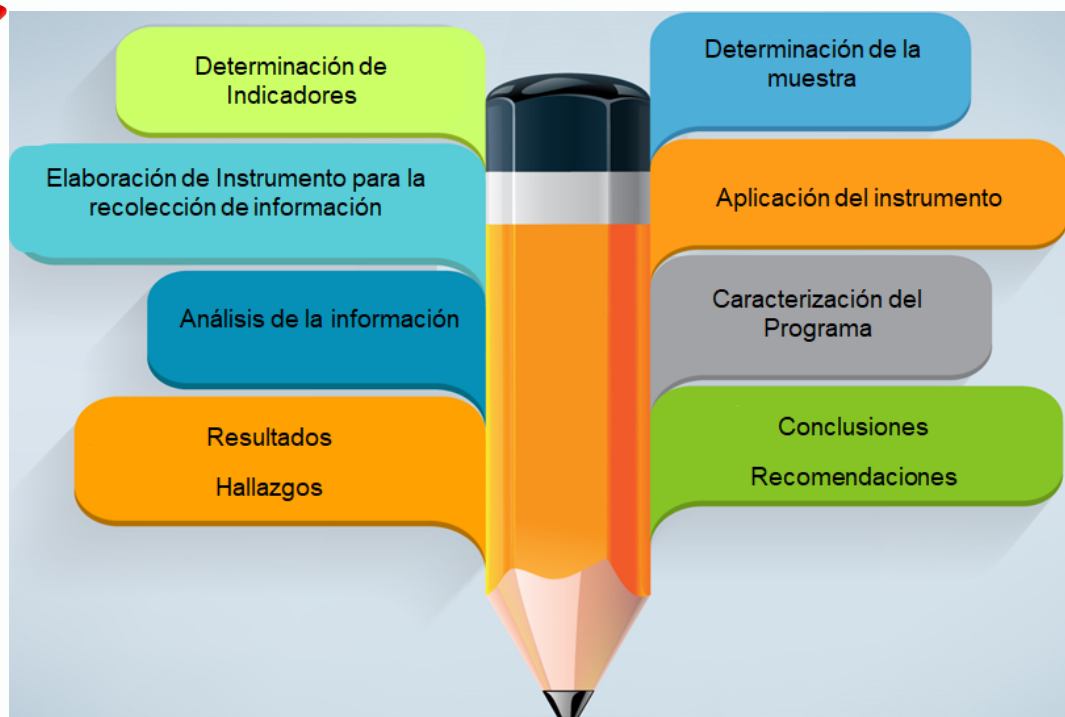 Determinación de
Indicadores
Determinación de la
muestra
Elaboración de Instrumento para la
recolección de información
Aplicación del instrumento
Análisis de la información
Caracterización del
Programa
Resultados
Hallazgos
Conclusiones
Recomendaciones